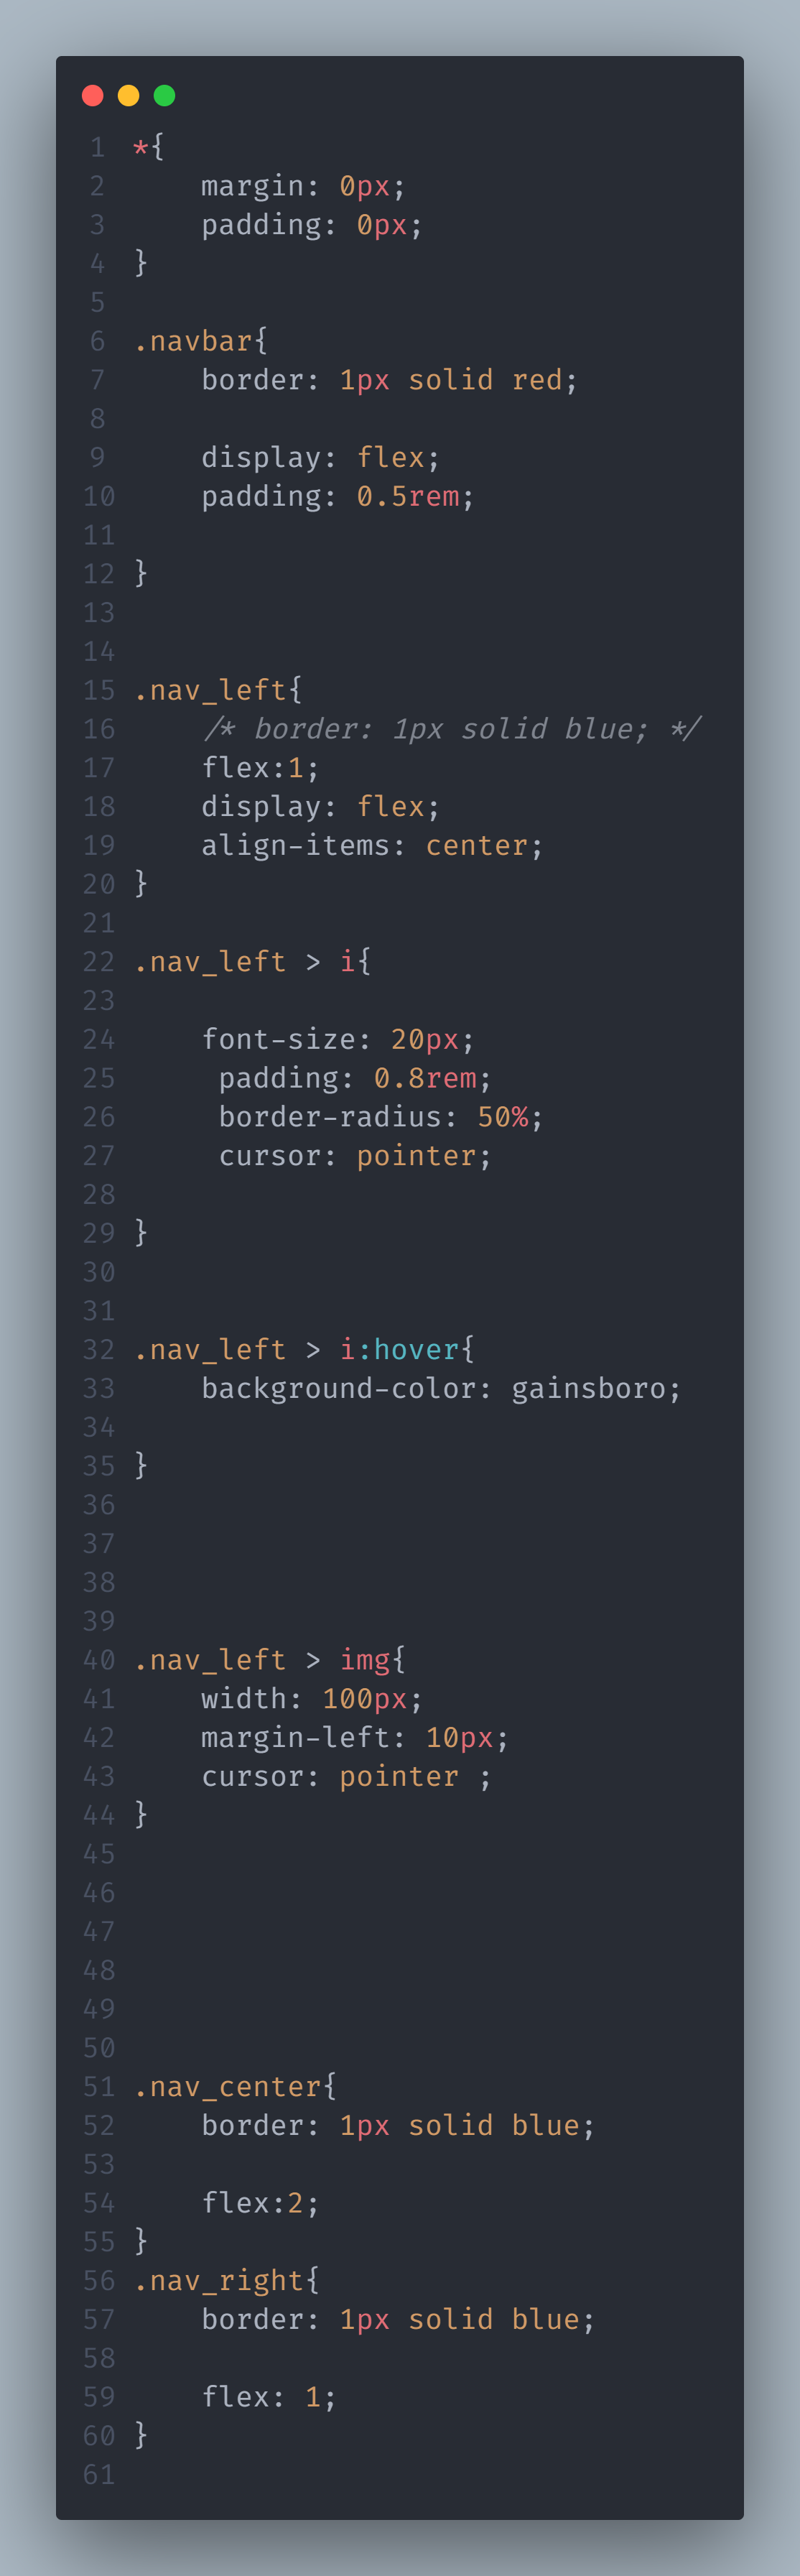 1 *{
2     margin: 0px;
3     padding: 0px;
4 }
5
6 .navbar{
7     border: 1px solid red;
8
9     display: flex;
10     padding: 0.5rem;
11
12 }
13
14
15 .nav_left{
16     /* border: 1px solid blue; */
17     flex:1;
18     display: flex;
19     align-items: center;
20 }
21
22 .nav_left > i{
23
24     font-size: 20px;
25      padding: 0.8rem;
26      border-radius: 50%;
27      cursor: pointer;
28
29 }
30
31
32 .nav_left > i:hover{
33     background-color: gainsboro;
34
35 }
36
37
38
39
40 .nav_left > img{
41     width: 100px;
42     margin-left: 10px;
43     cursor: pointer ;
44 }
45
46
47
48
49
50
51 .nav_center{
52     border: 1px solid blue;
53
54     flex:2;
55 }
56 .nav_right{
57     border: 1px solid blue;
58
59     flex: 1;
60 }
61